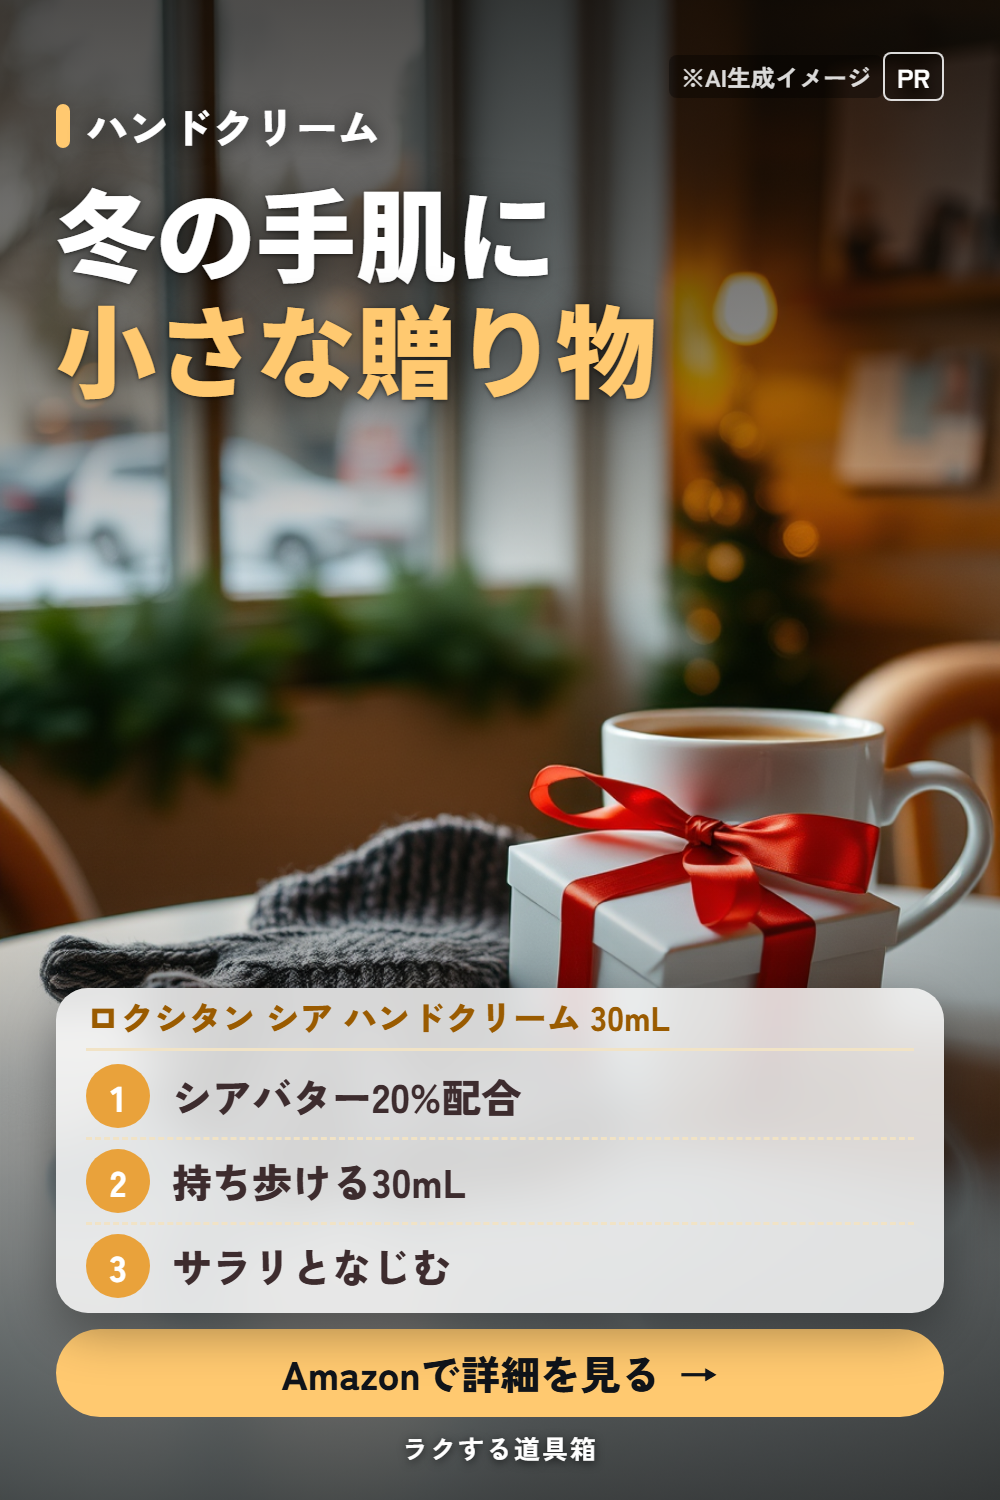 ※AI生成イメージ PR
ハンドクリーム
冬の手肌に
小さな贈り物
ロクシタン シア ハンドクリーム 30mL
1 シアバター20%配合
2 持ち歩ける30mL
3 サラリとなじむ
Amazonで詳細を見る →
ラクする道具箱